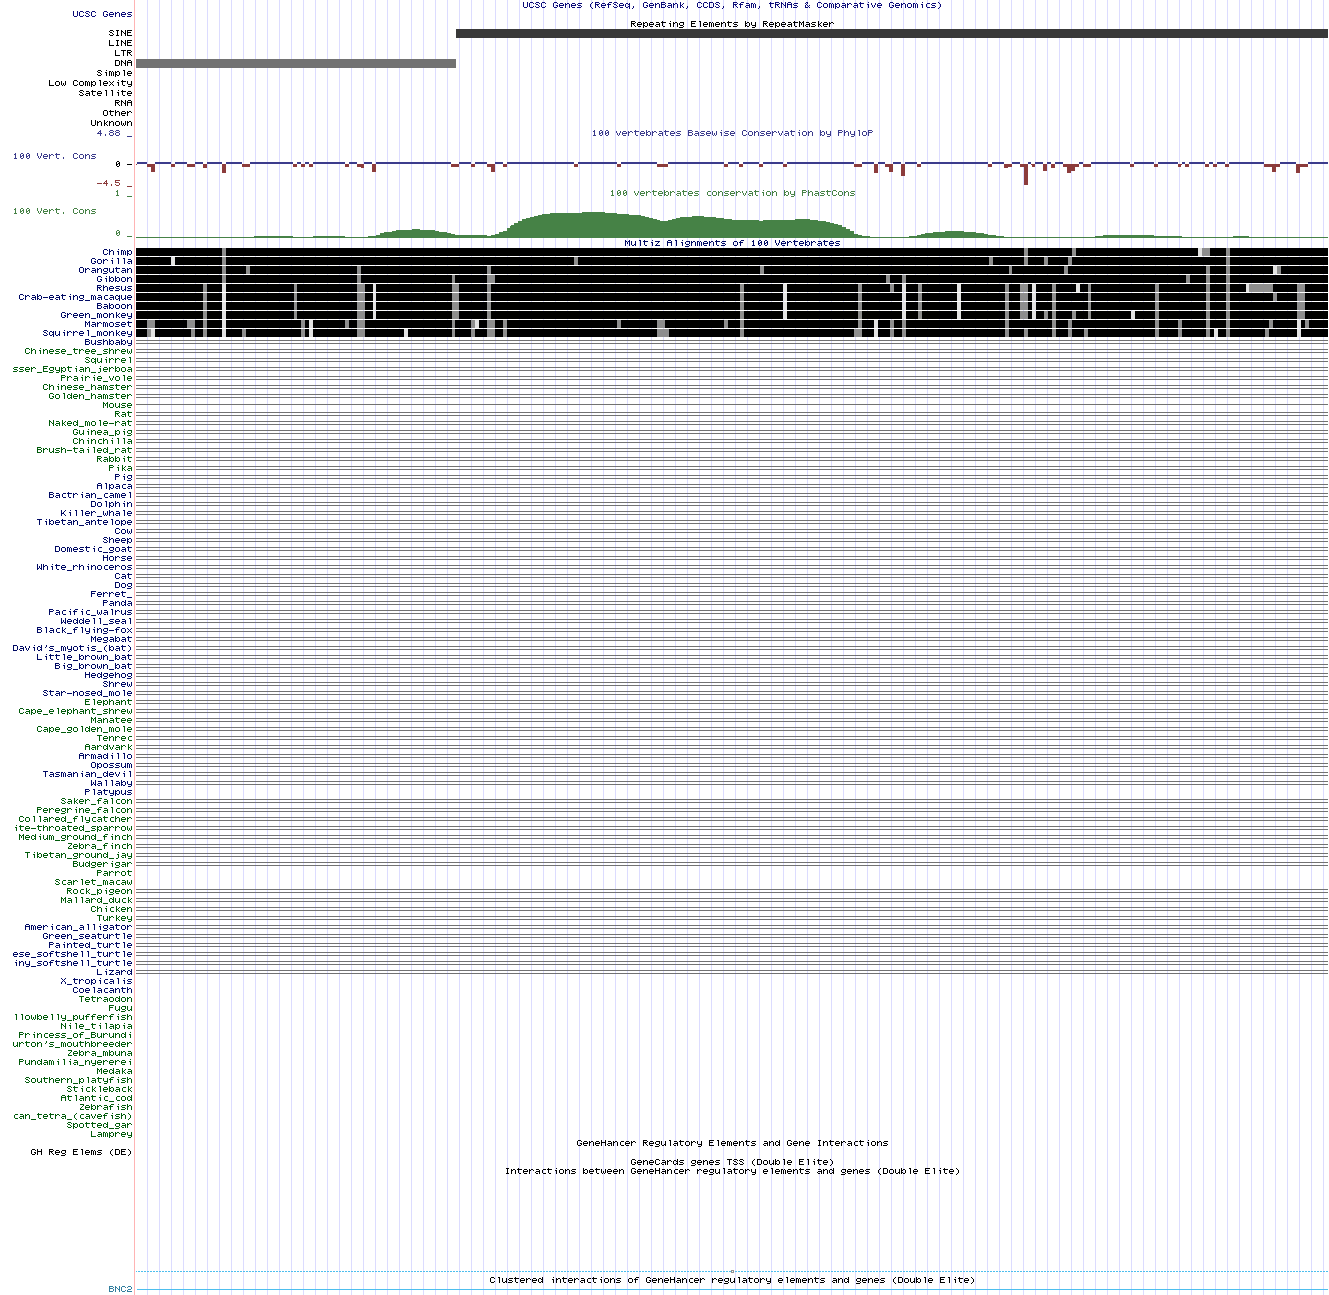 UCSC Genes (RefSeq, GenBank, CCDS, Rfam, tRNAs & Comparative Genomics)
UCSC Genes
Repeating Elements by RepeatMasker
SINE
LINE
LTR
DNA
Simple
Low Complexity
Satellite
RNA
Other
Unknown
4.88 _
100 vertebrates Basewise Conservation by PhyloP
100 Vert. Cons
0 _
-4.5 _
1 _
100 vertebrates conservation by PhastCons
100 Vert. Cons
0 _
Multiz Alignments of 100 Vertebrates
Chimp
Gorilla
Orangutan
Gibbon
Rhesus
Crab-eating_macaque
Baboon
Green_monkey
Marmoset
Squirrel_monkey
Bushbaby
Chinese_tree_shrew
Squirrel
sser_Egyptian_jerboa
Prairie_vole
Chinese_hamster
Golden_hamster
Mouse
Rat
Naked_mole-rat
Guinea_pig
Chinchilla
Brush-tailed_rat
Rabbit
Pika
Pig
Alpaca
Bactrian_camel
Dolphin
Killer_whale
Tibetan_antelope
Cow
Sheep
Domestic_goat
Horse
White_rhinoceros
Cat
Dog
Ferret_
Panda
Pacific_walrus
Weddell_seal
Black_flying-fox
Megabat
David's_myotis_(bat)
Little_brown_bat
Big_brown_bat
Hedgehog
Shrew
Star-nosed_mole
Elephant
Cape_elephant_shrew
Manatee
Cape_golden_mole
Tenrec
Aardvark
Armadillo
Opossum
Tasmanian_devil
Wallaby
Platypus
Saker_falcon
Peregrine_falcon
Collared_flycatcher
ite-throated_sparrow
Medium_ground_finch
Zebra_finch
Tibetan_ground_jay
Budgerigar
Parrot
Scarlet_macaw
Rock_pigeon
Mallard_duck
Chicken
Turkey
American_alligator
Green_seaturtle
Painted_turtle
ese_softshell_turtle
iny_softshell_turtle
Lizard
X_tropicalis
Coelacanth
Tetraodon
Fugu
llowbelly_pufferfish
Nile_tilapia
Princess_of_Burundi
urton's_mouthbreeder
Zebra_mbuna
Pundamilia_nyererei
Medaka
Southern_platyfish
Stickleback
Atlantic_cod
Zebrafish
can_tetra_(cavefish)
Spotted_gar
Lamprey
GeneHancer Regulatory Elements and Gene Interactions
GH Reg Elems (DE)
GeneCards genes TSS (Double Elite)
Interactions between GeneHancer regulatory elements and genes (Double Elite)
Clustered interactions of GeneHancer regulatory elements and genes (Double Elite)
BNC2